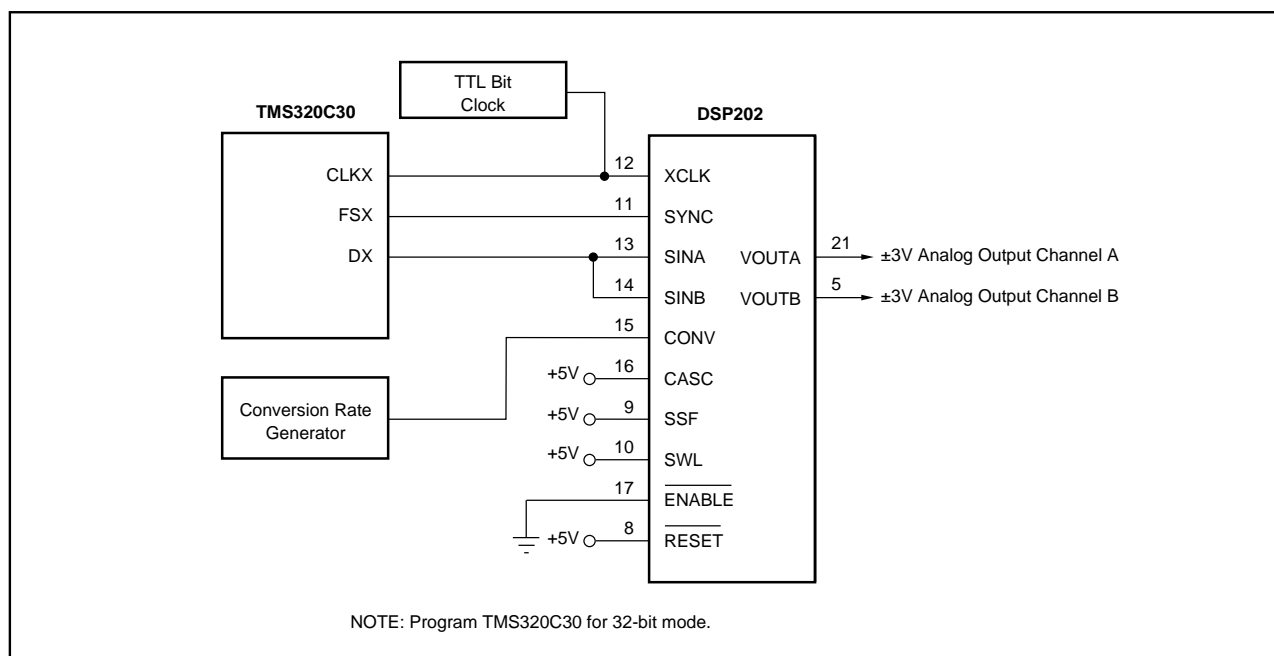 TTL Bit
Clock
TMS320C30
DSP202
CLKX
12
XCLK
FSX
11
SYNC
DX
13
SINA
VOUTA
21
±3V Analog Output Channel A
14
SINB
VOUTB
5
±3V Analog Output Channel B
15
CONV
+5V
16
CASC
Conversion Rate
Generator
+5V
9
SSF
+5V
10
SWL
17
ENABLE
+5V
8
RESET
NOTE: Program TMS320C30 for 32-bit mode.